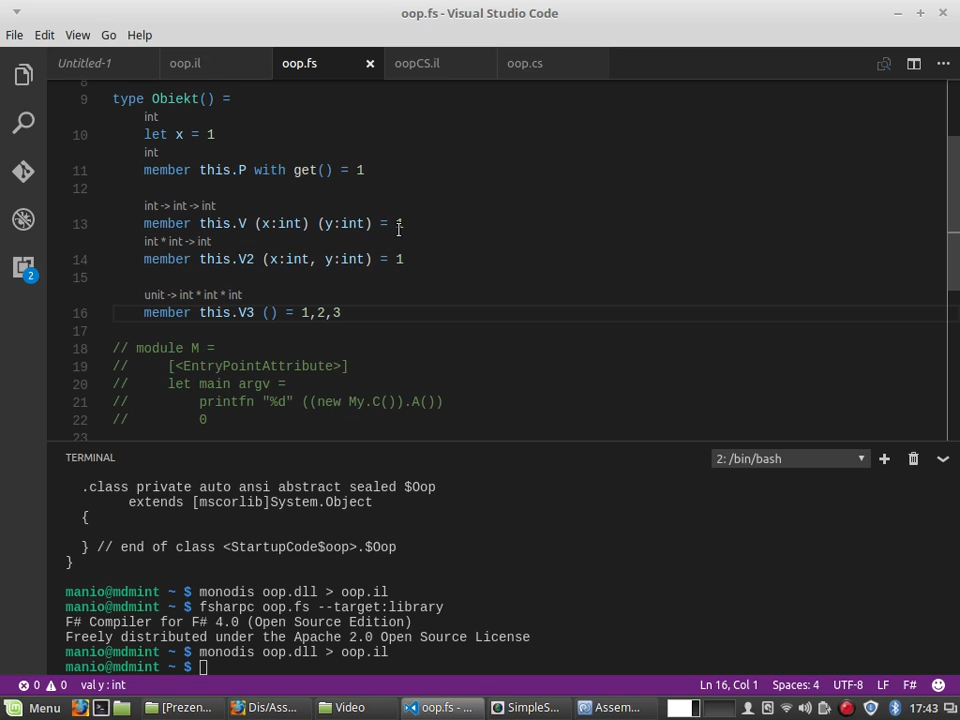 oop.fs - Visual Studio Code
File Edit View Go Help
Untitled-1 oop.il oop.fs oopCS.il oop.cs
8
9 type Obiekt() =
int
10 let x = 1
int
11 member this.P with get() = 1
12
int -> int -> int
13 member this.V (x:int) (y:int) = 1
int * int -> int
14 member this.V2 (x:int, y:int) = 1
15
unit -> int * int * int
16 member this.V3 () = 1,2,3
17
18 // module M =
19 // [<EntryPointAttribute>]
20 // let main argv =
21 // printfn "%d" ((new My.C()).A())
22 // 0
23
2
TERMINAL
2: /bin/bash
.class private auto ansi abstract sealed $Oop
extends [mscorlib]System.Object
{
} // end of class <StartupCode$oop>.$Oop
}
manio@mdmint ~ $ monodis oop.dll > oop.il
manio@mdmint ~ $ fsharpc oop.fs --target:library
F# Compiler for F# 4.0 (Open Source Edition)
Freely distributed under the Apache 2.0 Open Source License
manio@mdmint ~ $ monodis oop.dll > oop.il
manio@mdmint ~ $
0 0 val y : int Ln 16, Col 1 Spaces: 4 UTF-8 LF F#
Menu [Prezen... Dis/Ass... Video oop.fs - ... SimpleS... Assem... 17:43